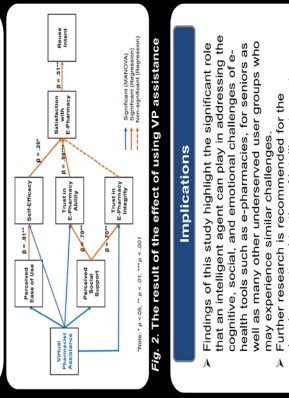 Reuse
Intent
β = .81**
Satisfaction
with
E-Pharmacy
β = .26*
β = .59***
Self-Efficacy
Trust in
E-Pharmacy
Ability
Trust in
E-Pharmacy
Integrity
β = .81**
β = .79**
β = .70**
Perceived
Ease of Use
Perceived
Social
Support
Virtual
Pharmacist
Assistance
Significant (MANOVA)
Significant (Regression)
Non-significant (Regression)
*Note: * p <.05, ** p < .01, *** p < .001
Fig. 2. The result of the effect of using VP assistance
Implications
➢ Findings of this study highlight the significant role
that an intelligent agent can play in addressing the
cognitive, social, and emotional challenges of e-
health tools such as e-pharmacies, for seniors as
well as many other underserved user groups who
may experience similar challenges.
➢ Further research is recommended for the